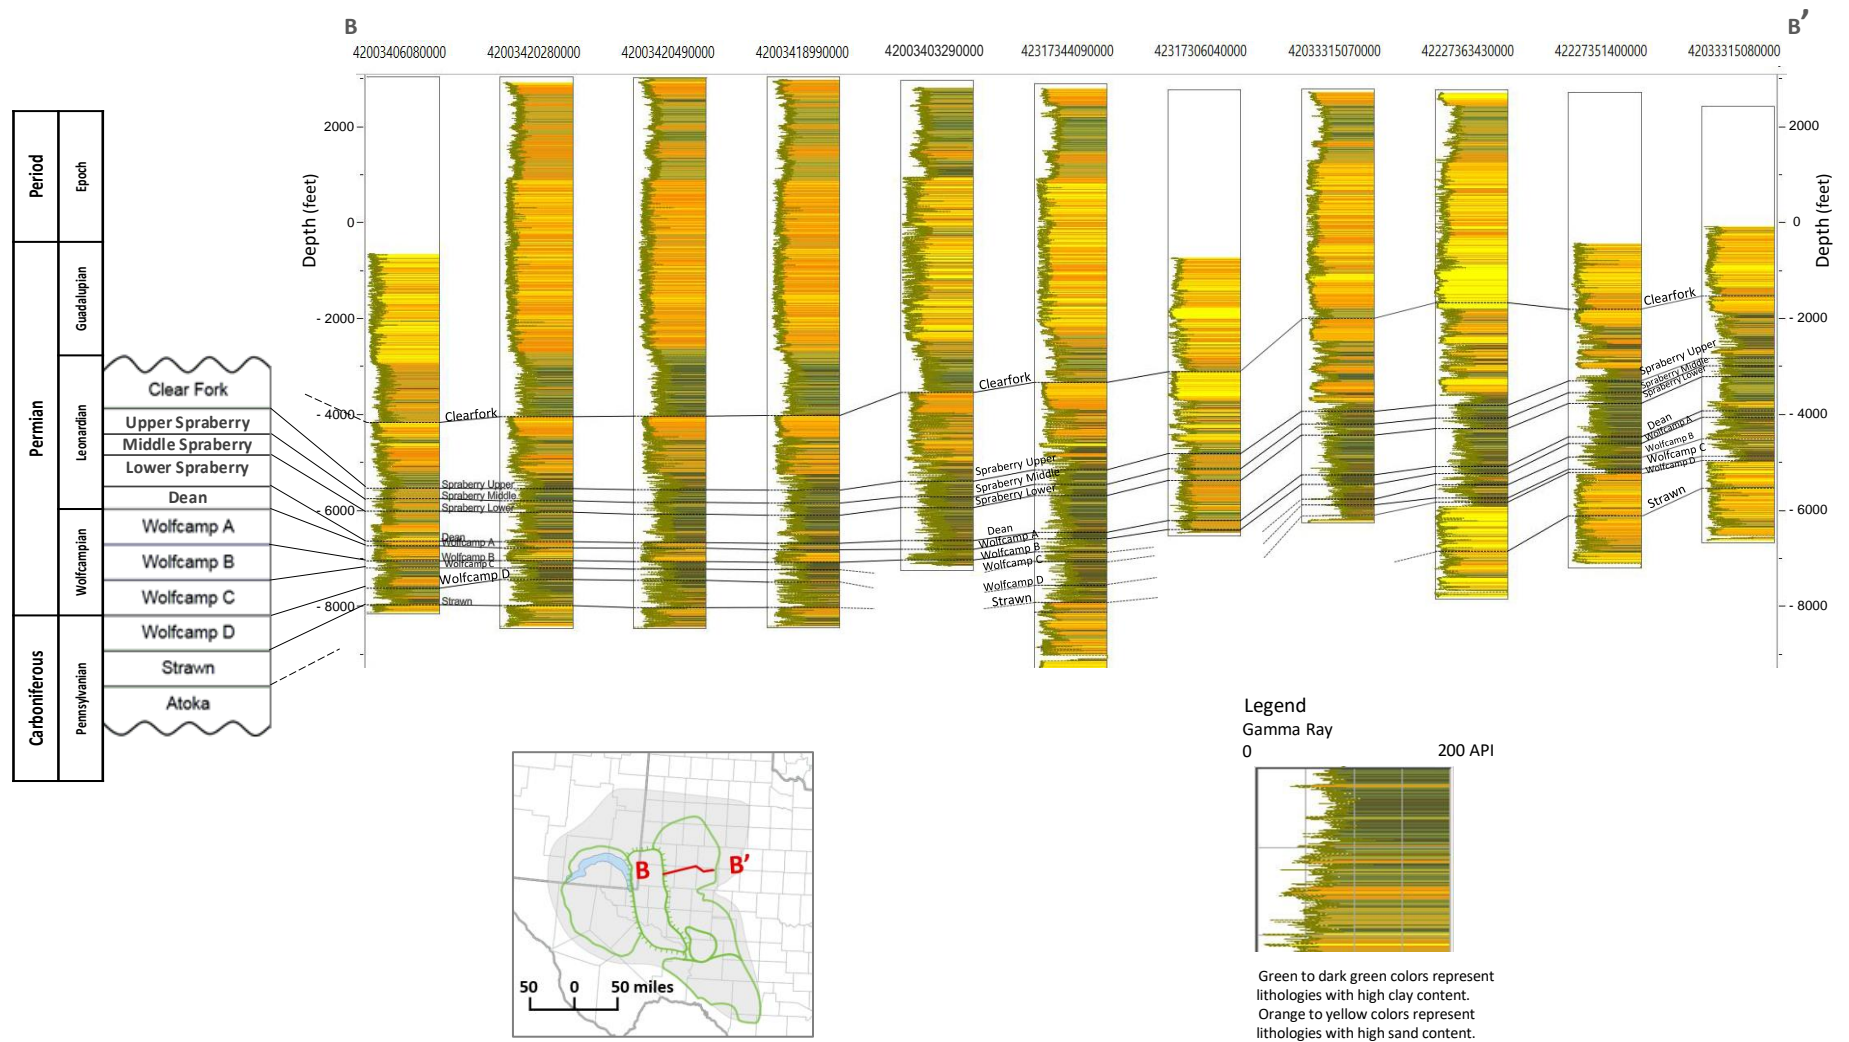 B
B’
42003406080000
42003420280000
42003420490000
42003418990000
42003403290000
42317344090000
42317306040000
42033315070000
42227363430000
42227351400000
42033315080000
Period
Epoch
Permian
Guadalupian
Leonardian
Wolfcampian
Carboniferous
Pennsylvanian
Clear Fork
Upper Spraberry
Middle Spraberry
Lower Spraberry
Dean
Wolfcamp A
Wolfcamp B
Wolfcamp C
Wolfcamp D
Strawn
Atoka
Depth (feet)
2000
0
- 2000
- 4000
- 6000
- 8000
Clearfork
Spraberry Upper
Spraberry Middle
Spraberry Lower
Dean
Wolfcamp A
Wolfcamp B
Wolfcamp C
Wolfcamp D
Strawn
Clearfork
Spraberry Upper
Spraberry Middle
Spraberry Lower
Dean
Wolfcamp A
Wolfcamp B
Wolfcamp C
Wolfcamp D
Strawn
Clearfork
Spraberry Upper
Spraberry Middle
Spraberry Lower
Dean
Wolfcamp A
Wolfcamp B
Wolfcamp C
Wolfcamp D
Strawn
2000
0
- 2000
- 4000
- 6000
- 8000
Depth (feet)
B
B’
50 0 50 miles
Legend
Gamma Ray
0 200 API
Green to dark green colors represent
lithologies with high clay content.
Orange to yellow colors represent
lithologies with high sand content.